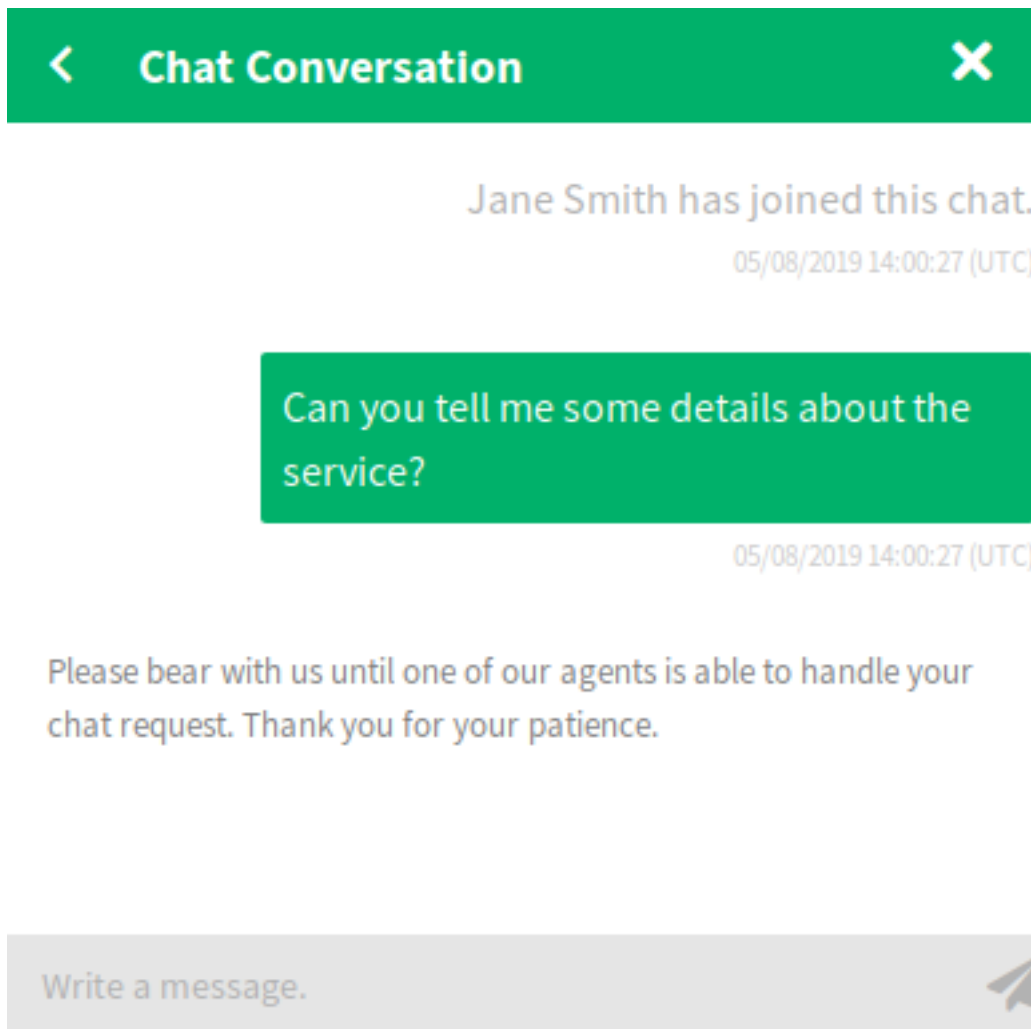 Chat Conversation
Jane Smith has joined this chat.
05/08/2019 14:00:27 (UTC)
Can you tell me some details about the
service?
05/08/2019 14:00:27 (UTC)
Please bear with us until one of our agents is able to handle your
chat request. Thank you for your patience.
Write a message.